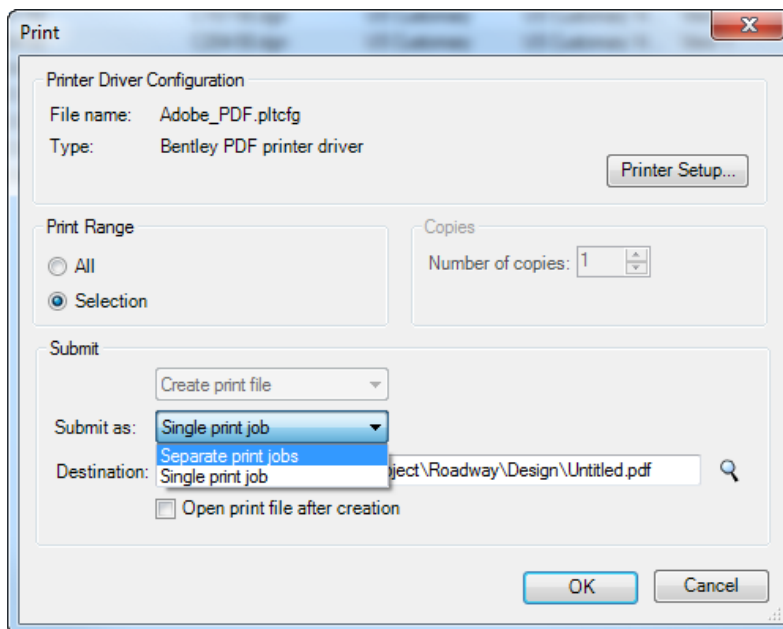 Print
Printer Driver Configuration
File name: Adobe_PDF.pltcfg
Type: Bentley PDF printer driver
Printer Setup...
Print Range
All
Selection
Copies
Number of copies: 1
Submit
Create print file
Submit as: Single print job
Separate print jobs
Single print job
Destination: ject\Roadway\Design\Untitled.pdf
Open print file after creation
OK
Cancel